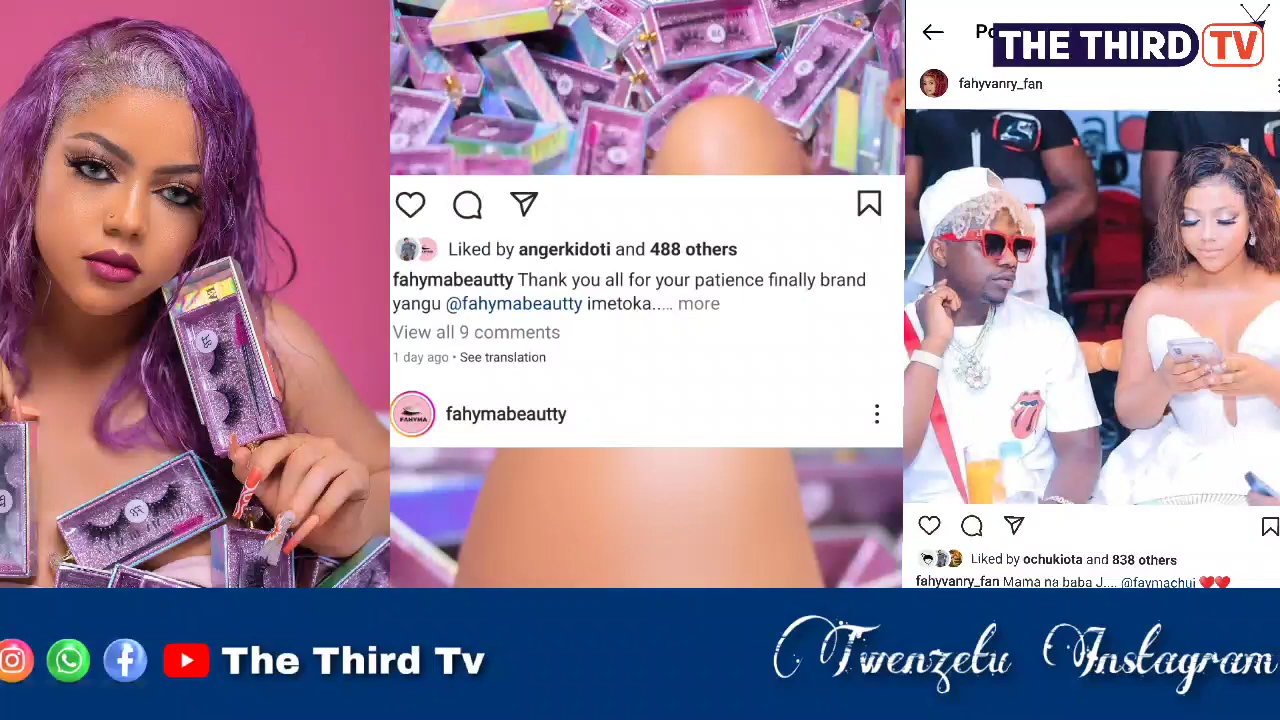 Liked by angerkidoti and 488 others
fahymabeautty Thank you all for your patience finally brand
yangu @fahymabeautty imetoka..... more
View all 9 comments
1 day ago • See translation
FAHYMA
fahymabeautty
THE THIRD TV
fahyvanry_fan
Liked by ochukiota and 838 others
fahyvanry_fan Mama na baba J.... @faymachui ❤️❤️
The Third Tv
Twenzetu Instagram